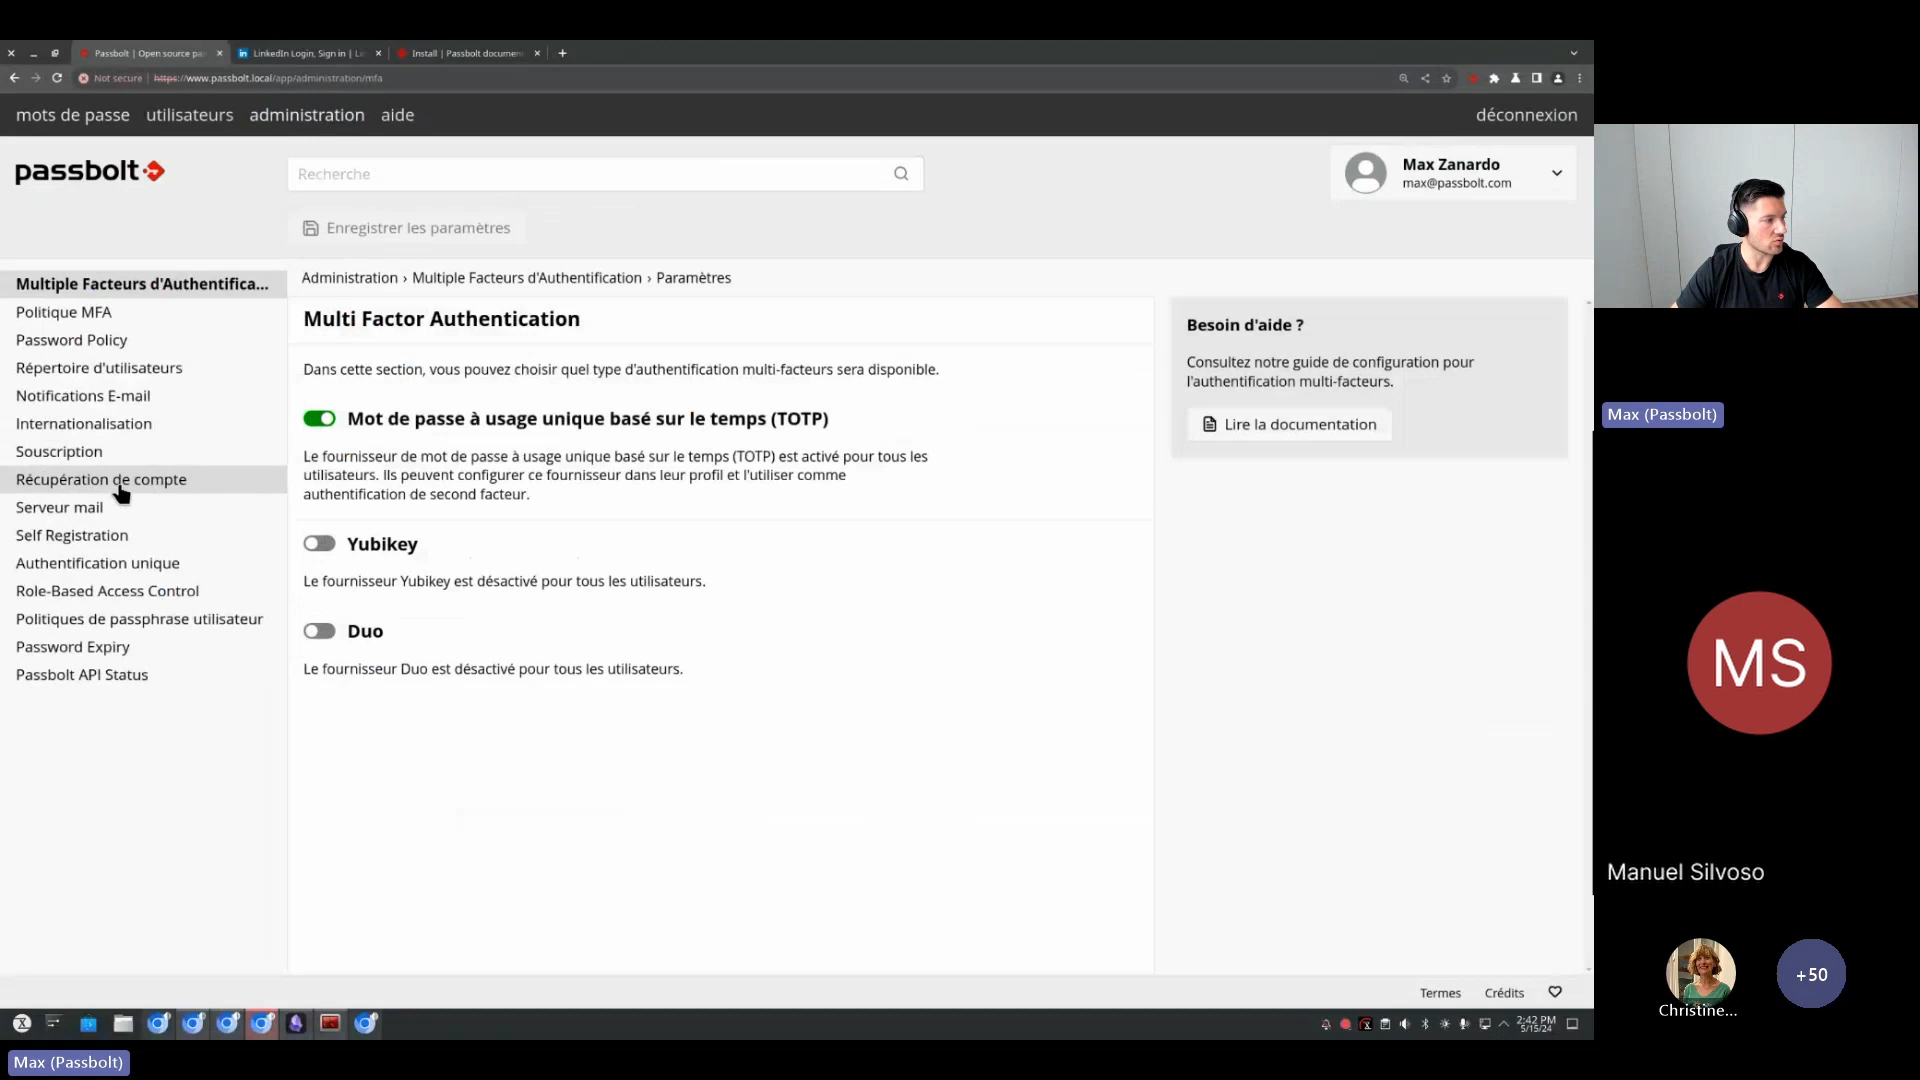 Passbolt | Open source pa
LinkedIn Login, Sign in | Li
Install | Passbolt documen
Not secure
https://www.passbolt.local/app/administration/mfa
mots de passe
utilisateurs
administration
aide
déconnexion
passbolt
Recherche
Max Zanardo
max@passbolt.com
Enregistrer les paramètres
Multiple Facteurs d'Authentifica...
Politique MFA
Password Policy
Répertoire d'utilisateurs
Notifications E-mail
Internationalisation
Souscription
Récupération de compte
Serveur mail
Self Registration
Authentification unique
Role-Based Access Control
Politiques de passphrase utilisateur
Password Expiry
Passbolt API Status
Administration › Multiple Facteurs d'Authentification › Paramètres
Multi Factor Authentication
Dans cette section, vous pouvez choisir quel type d'authentification multi-facteurs sera disponible.
Mot de passe à usage unique basé sur le temps (TOTP)
Le fournisseur de mot de passe à usage unique basé sur le temps (TOTP) est activé pour tous les
utilisateurs. Ils peuvent configurer ce fournisseur dans leur profil et l'utiliser comme
authentification de second facteur.
Yubikey
Le fournisseur Yubikey est désactivé pour tous les utilisateurs.
Duo
Le fournisseur Duo est désactivé pour tous les utilisateurs.
Besoin d'aide ?
Consultez notre guide de configuration pour
l'authentification multi-facteurs.
Lire la documentation
Termes
Crédits
2:42 PM
5/15/24
Max (Passbolt)
Max (Passbolt)
MS
Manuel Silvoso
Christine...
+50